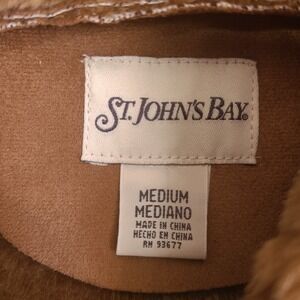 ST. JOHN'S BAY®
MEDIUM
MEDIANO
MADE IN CHINA
HECHO EN CHINA
RN 93677